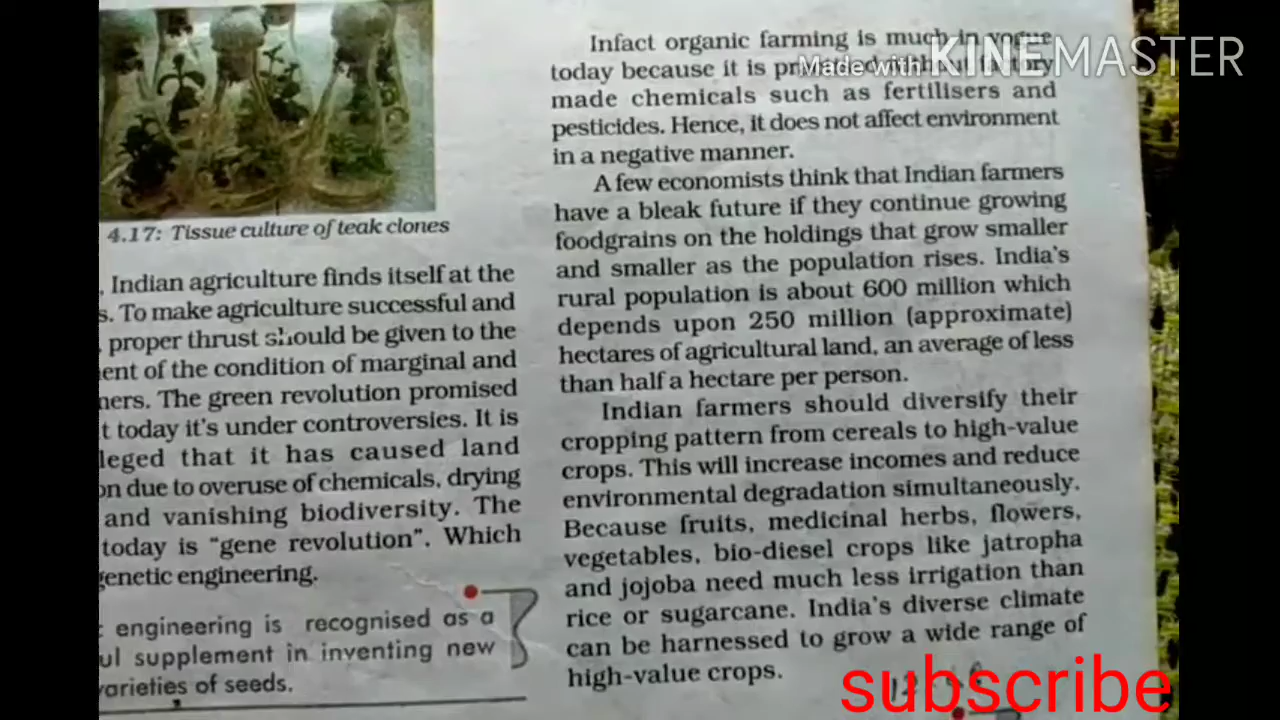 4.17: Tissue culture of teak clones
, Indian agriculture finds itself at the
s. To make agriculture successful and
, proper thrust should be given to the
ent of the condition of marginal and
ners. The green revolution promised
t today it's under controversies. It is
leged that it has caused land
on due to overuse of chemicals, drying
and vanishing biodiversity. The
today is "gene revolution". Which
genetic engineering.
engineering is recognised as a
ul supplement in inventing new
varieties of seeds.
Infact organic farming is much in vogue
today because it is factory
made chemicals such as fertilisers and
pesticides. Hence, it does not affect environment
in a negative manner.
A few economists think that Indian farmers
have a bleak future if they continue growing
foodgrains on the holdings that grow smaller
and smaller as the population rises. India's
rural population is about 600 million which
depends upon 250 million (approximate)
hectares of agricultural land, an average of less
than half a hectare per person.
Indian farmers should diversify their
cropping pattern from cereals to high-value
crops. This will increase incomes and reduce
environmental degradation simultaneously.
Because fruits, medicinal herbs, flowers,
vegetables, bio-diesel crops like jatropha
and jojoba need much less irrigation than
rice or sugarcane. India's diverse climate
can be harnessed to grow a wide range of
high-value crops.
Made with KINEMASTER
subscribe